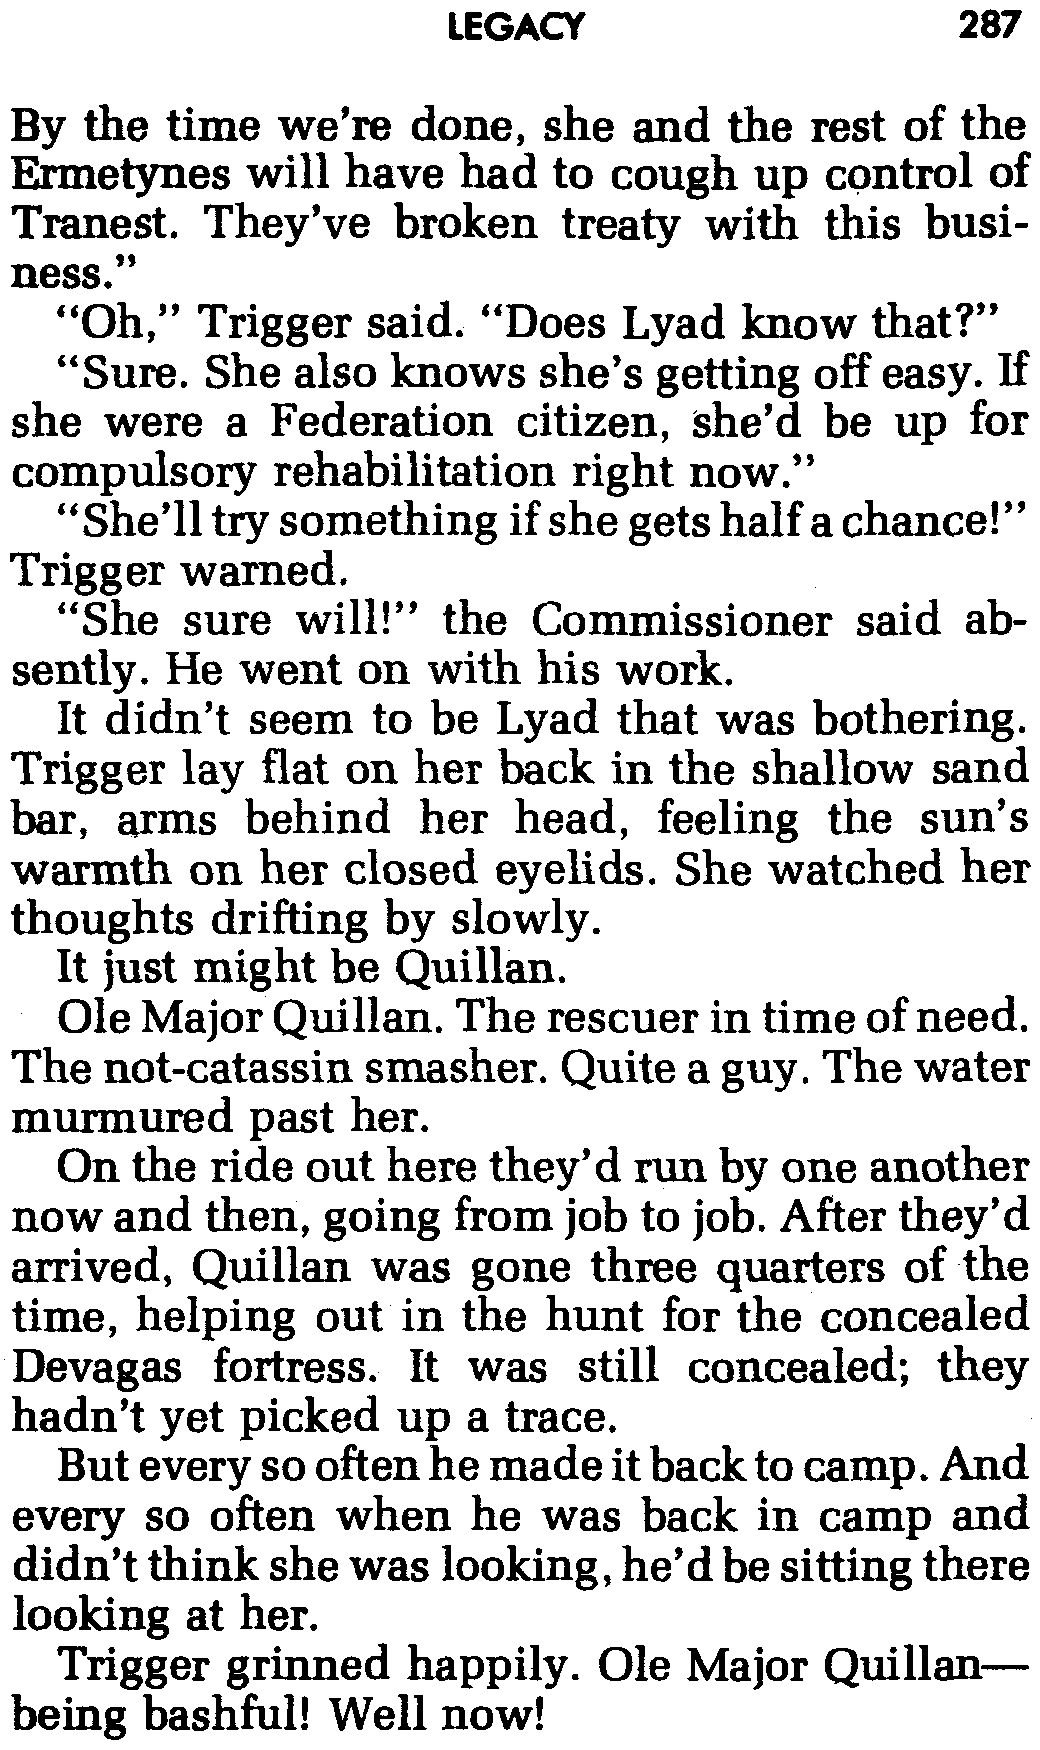 LEGACY 287
By the time we're done, she and the rest of the
Ermetynes will have had to cough up control of
Tranest. They've broken treaty with this busi-
ness."
"Oh," Trigger said. "Does Lyad know that?"
"Sure. She also knows she's getting off easy. If
she were a Federation citizen, she'd be up for
compulsory rehabilitation right now."
"She'll try something if she gets half a chance!"
Trigger warned.
"She sure will!" the Commissioner said ab-
sently. He went on with his work.
It didn't seem to be Lyad that was bothering.
Trigger lay flat on her back in the shallow sand
bar, arms behind her head, feeling the sun's
warmth on her closed eyelids. She watched her
thoughts drifting by slowly.
It just might be Quillan.
Ole Major Quillan. The rescuer in time of need.
The not-catassin smasher. Quite a guy. The water
murmured past her.
On the ride out here they'd run by one another
now and then, going from job to job. After they'd
arrived, Quillan was gone three quarters of the
time, helping out in the hunt for the concealed
Devagas fortress. It was still concealed; they
hadn't yet picked up a trace.
But every so often he made it back to camp. And
every so often when he was back in camp and
didn't think she was looking, he'd be sitting there
looking at her.
Trigger grinned happily. Ole Major Quillan—
being bashful! Well now!